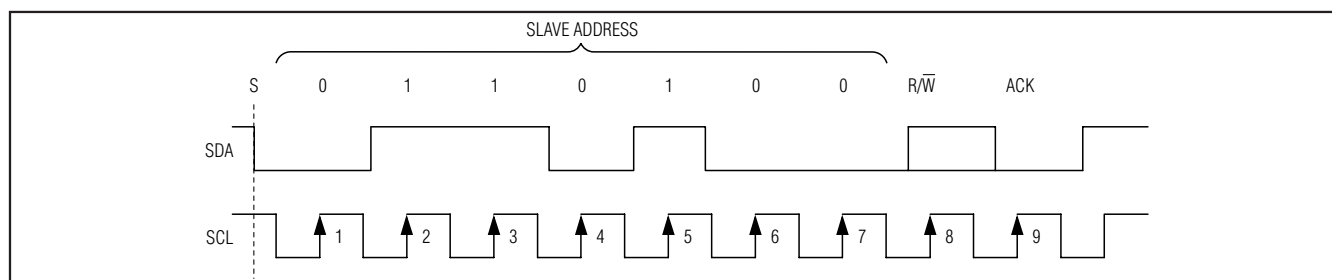 SLAVE ADDRESS
S 0 1 1 0 1 0 0 R/W̅ ACK
SDA
SCL 1 2 3 4 5 6 7 8 9